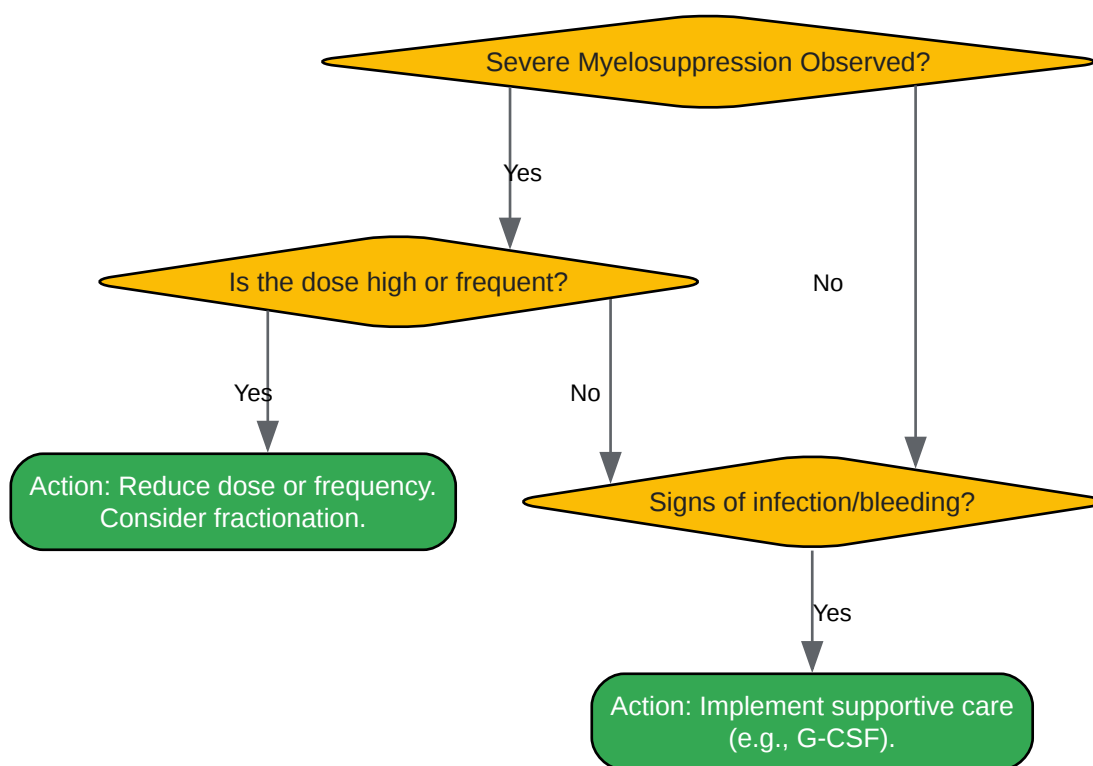 Severe Myelosuppression Observed?
Yes
Is the dose high or frequent?
No
Yes
No
Action: Reduce dose or frequency.
Consider fractionation.
Signs of infection/bleeding?
Yes
Action: Implement supportive care
(e.g., G-CSF).